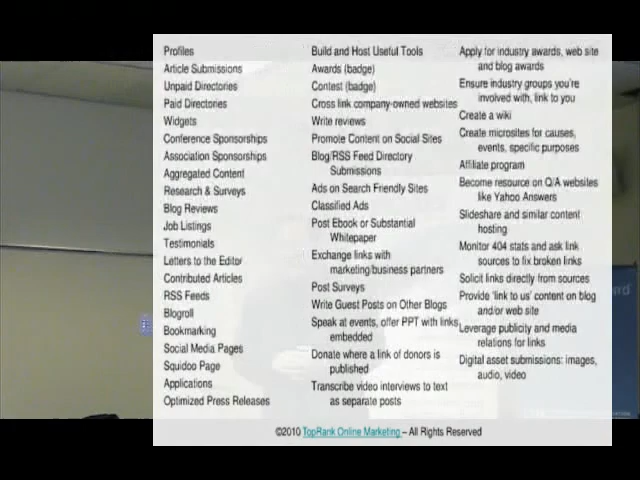 Profiles
Article Submissions
Unpaid Directories
Paid Directories
Widgets
Conference Sponsorships
Association Sponsorships
Aggregated Content
Research & Surveys
Blog Reviews
Job Listings
Testimonials
Letters to the Editor
Contributed Articles
RSS Feeds
Blogroll
Bookmarking
Social Media Pages
Squidoo Page
Applications
Optimized Press Releases
Build and Host Useful Tools
Awards (badge)
Contest (badge)
Cross link company-owned websites
Write reviews
Promote Content on Social Sites
Blog/RSS Feed Directory
Submissions
Ads on Search Friendly Sites
Classified Ads
Post Ebook or Substantial
Whitepaper
Exchange links with
marketing/business partners
Post Surveys
Write Guest Posts on Other Blogs
Speak at events, offer PPT with links
embedded
Donate where a link of donors is
published
Transcribe video interviews to text
as separate posts
Apply for industry awards, web site
and blog awards
Ensure industry groups you're
involved with, link to you
Create a wiki
Create microsites for causes,
events, specific purposes
Affiliate program
Become resource on Q/A websites
like Yahoo Answers
Slideshare and similar content
hosting
Monitor 404 stats and ask link
sources to fix broken links
Solicit links directly from sources
Provide 'link to us' content on blog
and/or web site
Leverage publicity and media
relations for links
Digital asset submissions: images,
audio, video
©2010 TopRank Online Marketing – All Rights Reserved